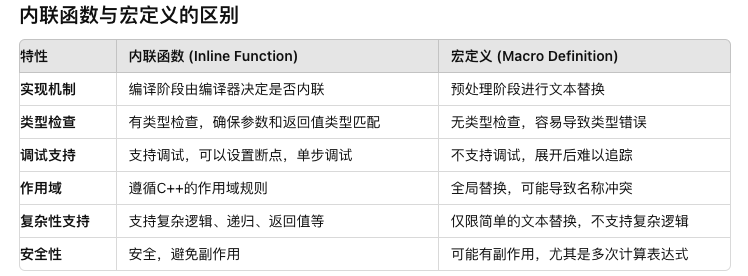 内联函数与宏定义的区别
特性 内联函数 (Inline Function) 宏定义 (Macro Definition)
实现机制 编译阶段由编译器决定是否内联 预处理阶段进行文本替换
类型检查 有类型检查，确保参数和返回值类型匹配 无类型检查，容易导致类型错误
调试支持 支持调试，可以设置断点，单步调试 不支持调试，展开后难以追踪
作用域 遵循C++的作用域规则 全局替换，可能导致名称冲突
复杂性支持 支持复杂逻辑、递归、返回值等 仅限简单的文本替换，不支持复杂逻辑
安全性 安全，避免副作用 可能有副作用，尤其是多次计算表达式